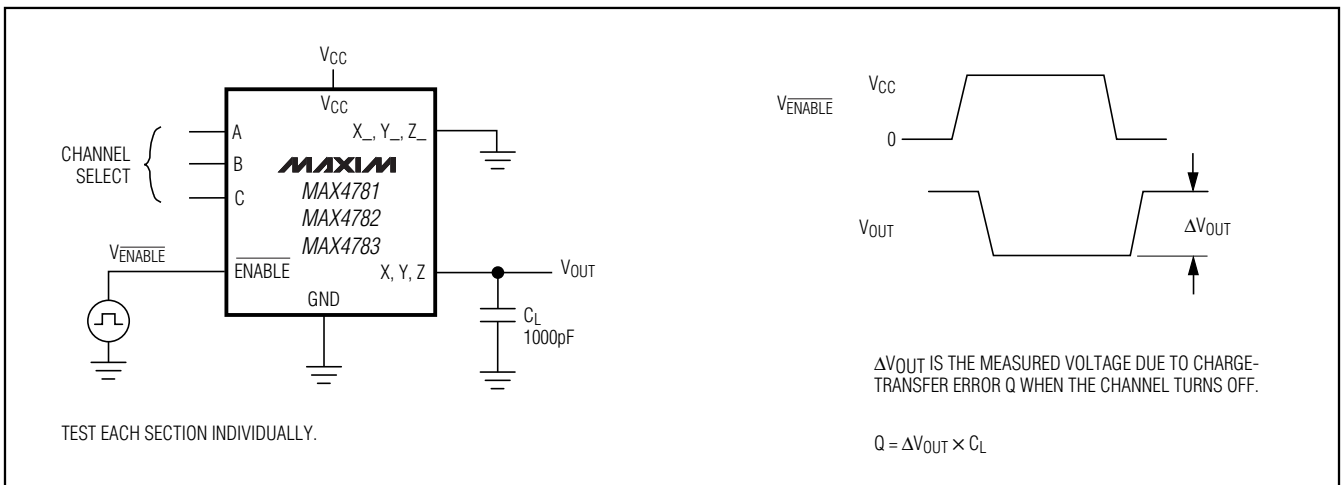 VCC
VCC
A
B
C
CHANNEL
SELECT
X_, Y_, Z_
MAXIM
MAX4781
MAX4782
MAX4783
VENABLE
ENABLE
X, Y, Z
VOUT
GND
CL
1000pF
TEST EACH SECTION INDIVIDUALLY.
VENABLE
VCC
0
VOUT
ΔVOUT
ΔVOUT IS THE MEASURED VOLTAGE DUE TO CHARGE-
TRANSFER ERROR Q WHEN THE CHANNEL TURNS OFF.
Q = ΔVOUT × CL